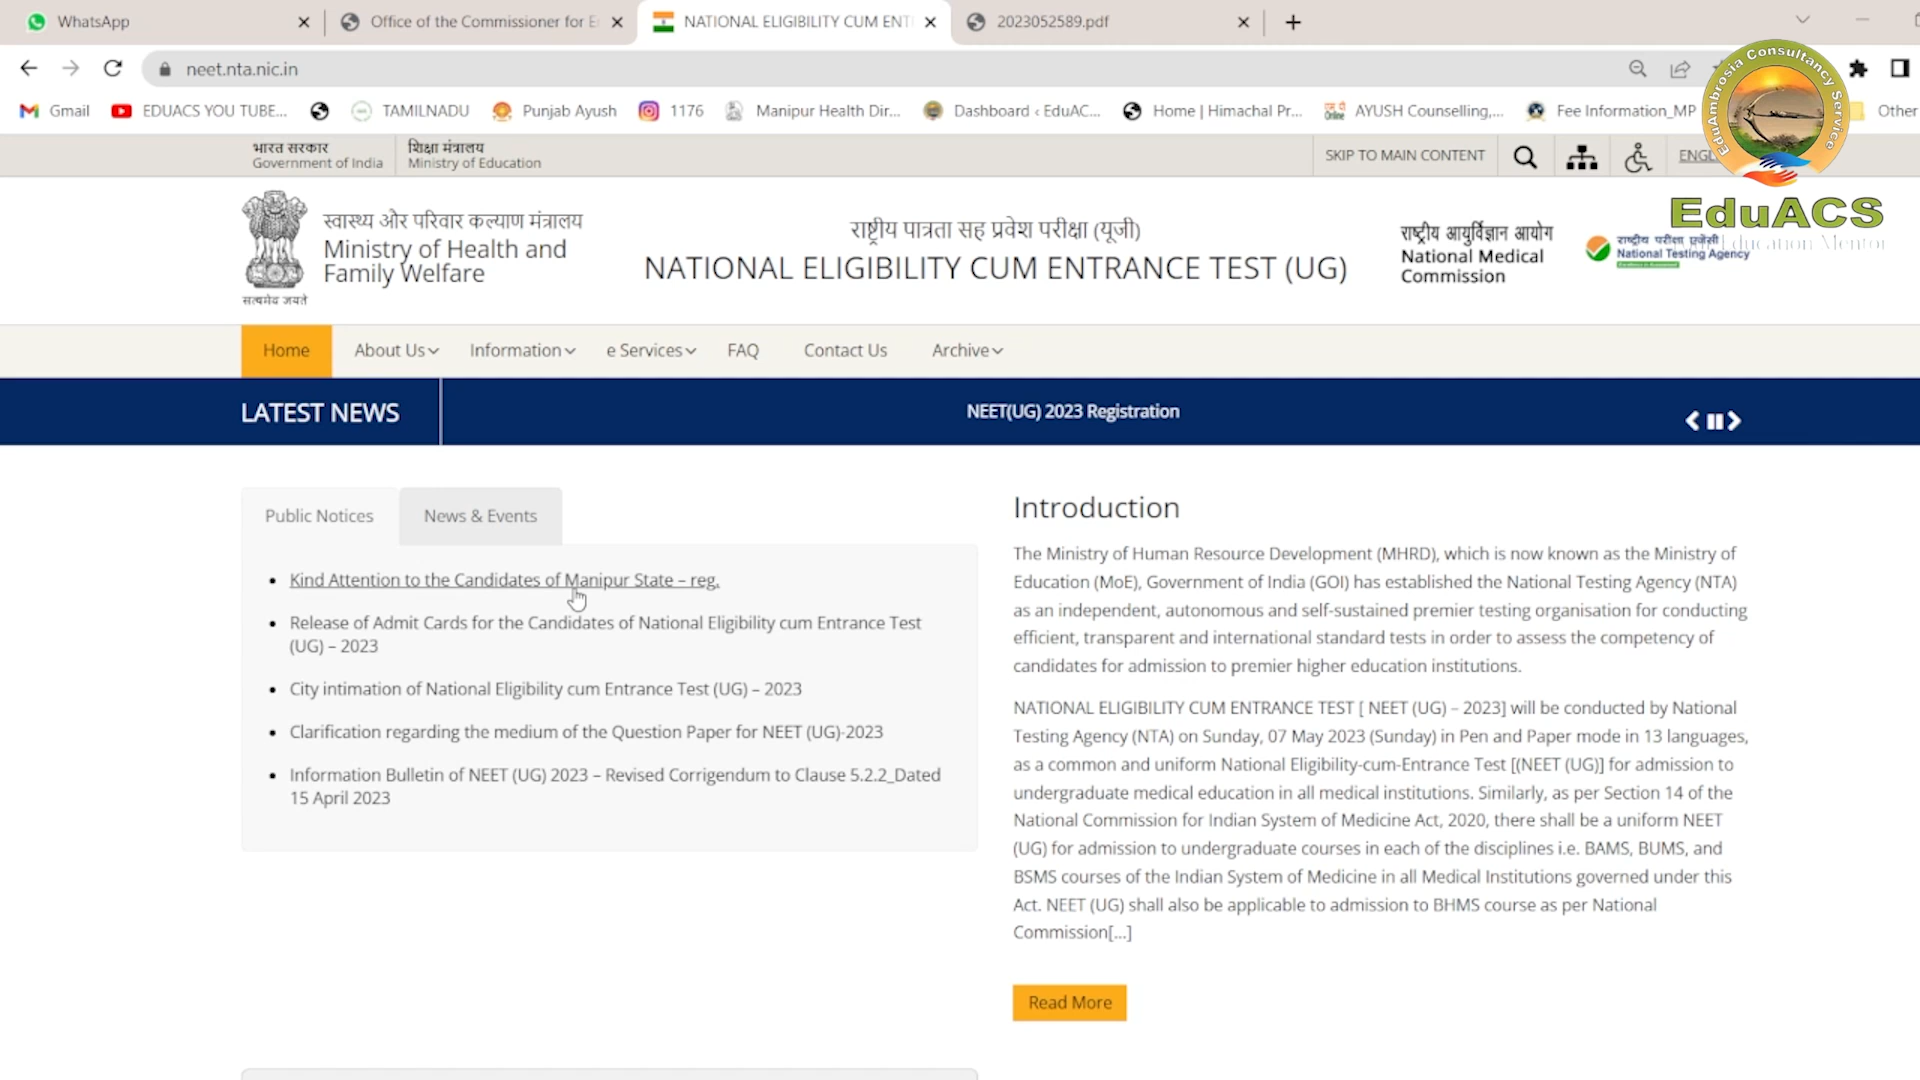 WhatsApp
Office of the Commissioner for E
NATIONAL ELIGIBILITY CUM ENT
2023052589.pdf
neet.nta.nic.in
Gmail
EDUACS YOU TUBE...
TAMILNADU
Punjab Ayush
1176
Manipur Health Dir...
Dashboard ‹ EduAC...
Home | Himachal Pr...
AYUSH Counselling,...
Fee Information_MP
Other
EduAmbrosia Consultancy Service
भारत सरकार
Government of India
शिक्षा मंत्रालय
Ministry of Education
SKIP TO MAIN CONTENT
ENGL
EduACS
Education Mentor
स्वास्थ्य और परिवार कल्याण मंत्रालय
Ministry of Health and
Family Welfare
सत्यमेव जयते
राष्ट्रीय पात्रता सह प्रवेश परीक्षा (यूजी)
NATIONAL ELIGIBILITY CUM ENTRANCE TEST (UG)
राष्ट्रीय आयुर्विज्ञान आयोग
National Medical
Commission
राष्ट्रीय परीक्षा एजेंसी
National Testing Agency
Home
About Us
Information
e Services
FAQ
Contact Us
Archive
LATEST NEWS
NEET(UG) 2023 Registration
Public Notices
News & Events
Kind Attention to the Candidates of Manipur State – reg.
Release of Admit Cards for the Candidates of National Eligibility cum Entrance Test
(UG) – 2023
City intimation of National Eligibility cum Entrance Test (UG) – 2023
Clarification regarding the medium of the Question Paper for NEET (UG)-2023
Information Bulletin of NEET (UG) 2023 – Revised Corrigendum to Clause 5.2.2_Dated
15 April 2023
Introduction
The Ministry of Human Resource Development (MHRD), which is now known as the Ministry of
Education (MoE), Government of India (GOI) has established the National Testing Agency (NTA)
as an independent, autonomous and self-sustained premier testing organisation for conducting
efficient, transparent and international standard tests in order to assess the competency of
candidates for admission to premier higher education institutions.
NATIONAL ELIGIBILITY CUM ENTRANCE TEST [ NEET (UG) – 2023] will be conducted by National
Testing Agency (NTA) on Sunday, 07 May 2023 (Sunday) in Pen and Paper mode in 13 languages,
as a common and uniform National Eligibility-cum-Entrance Test [(NEET (UG)] for admission to
undergraduate medical education in all medical institutions. Similarly, as per Section 14 of the
National Commission for Indian System of Medicine Act, 2020, there shall be a uniform NEET
(UG) for admission to undergraduate courses in each of the disciplines i.e. BAMS, BUMS, and
BSMS courses of the Indian System of Medicine in all Medical Institutions governed under this
Act. NEET (UG) shall also be applicable to admission to BHMS course as per National
Commission[...]
Read More